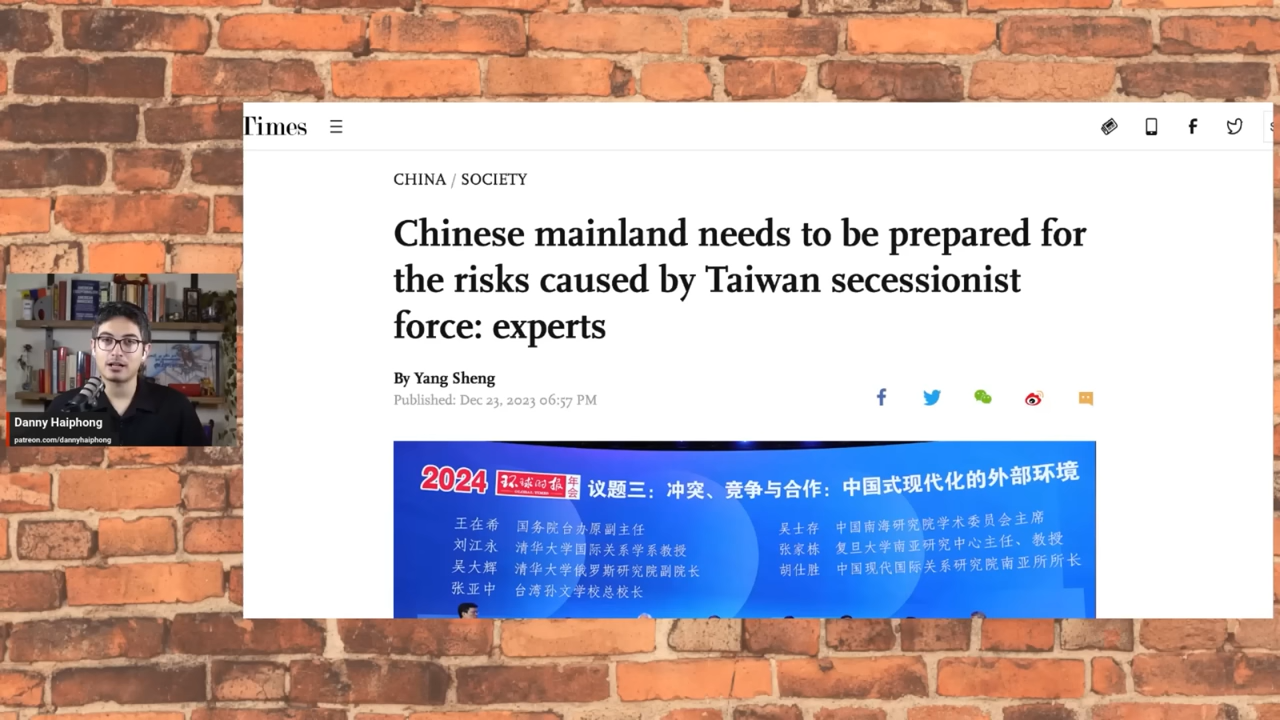 Times
CHINA / SOCIETY
Chinese mainland needs to be prepared for
the risks caused by Taiwan secessionist
force: experts
By Yang Sheng
Published: Dec 23, 2023 06:57 PM
2024 环球时报 年会 议题三：冲突、竞争与合作：中国式现代化的外部环境
GLOBAL TIMES
王在希 国务院台办原副主任
刘江永 清华大学国际关系学系教授
吴大辉 清华大学俄罗斯研究院副院长
张亚中 台湾孙文学校总校长
吴士存 中国南海研究院学术委员会主席
张家栋 复旦大学南亚研究中心主任、教授
胡仕胜 中国现代国际关系研究院南亚所所长
Danny Haiphong
patreon.com/dannyhaiphong